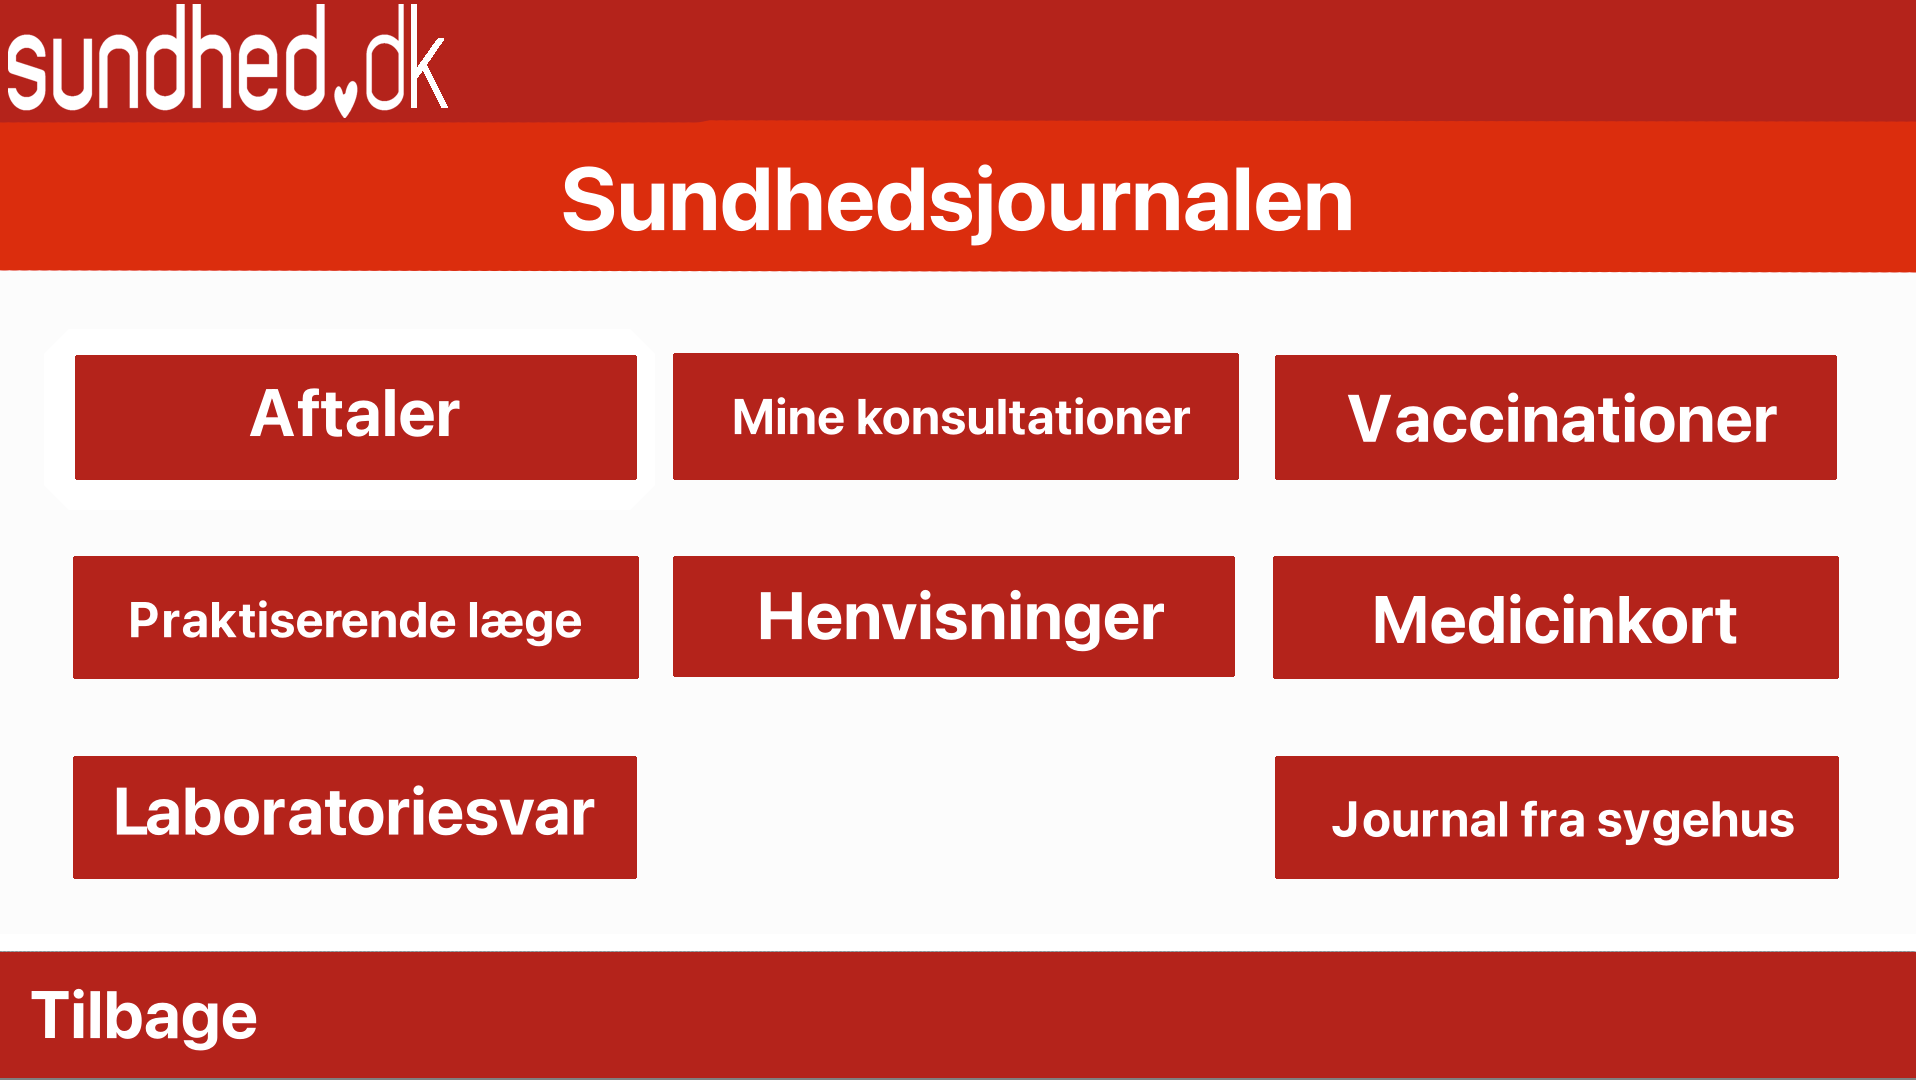 sundhed.dk
Sundhedsjournalen
Aftaler
Mine konsultationer
Vaccinationer
Praktiserende læge
Henvisninger
Medicinkort
Laboratoriesvar
Journal fra sygehus
Tilbage